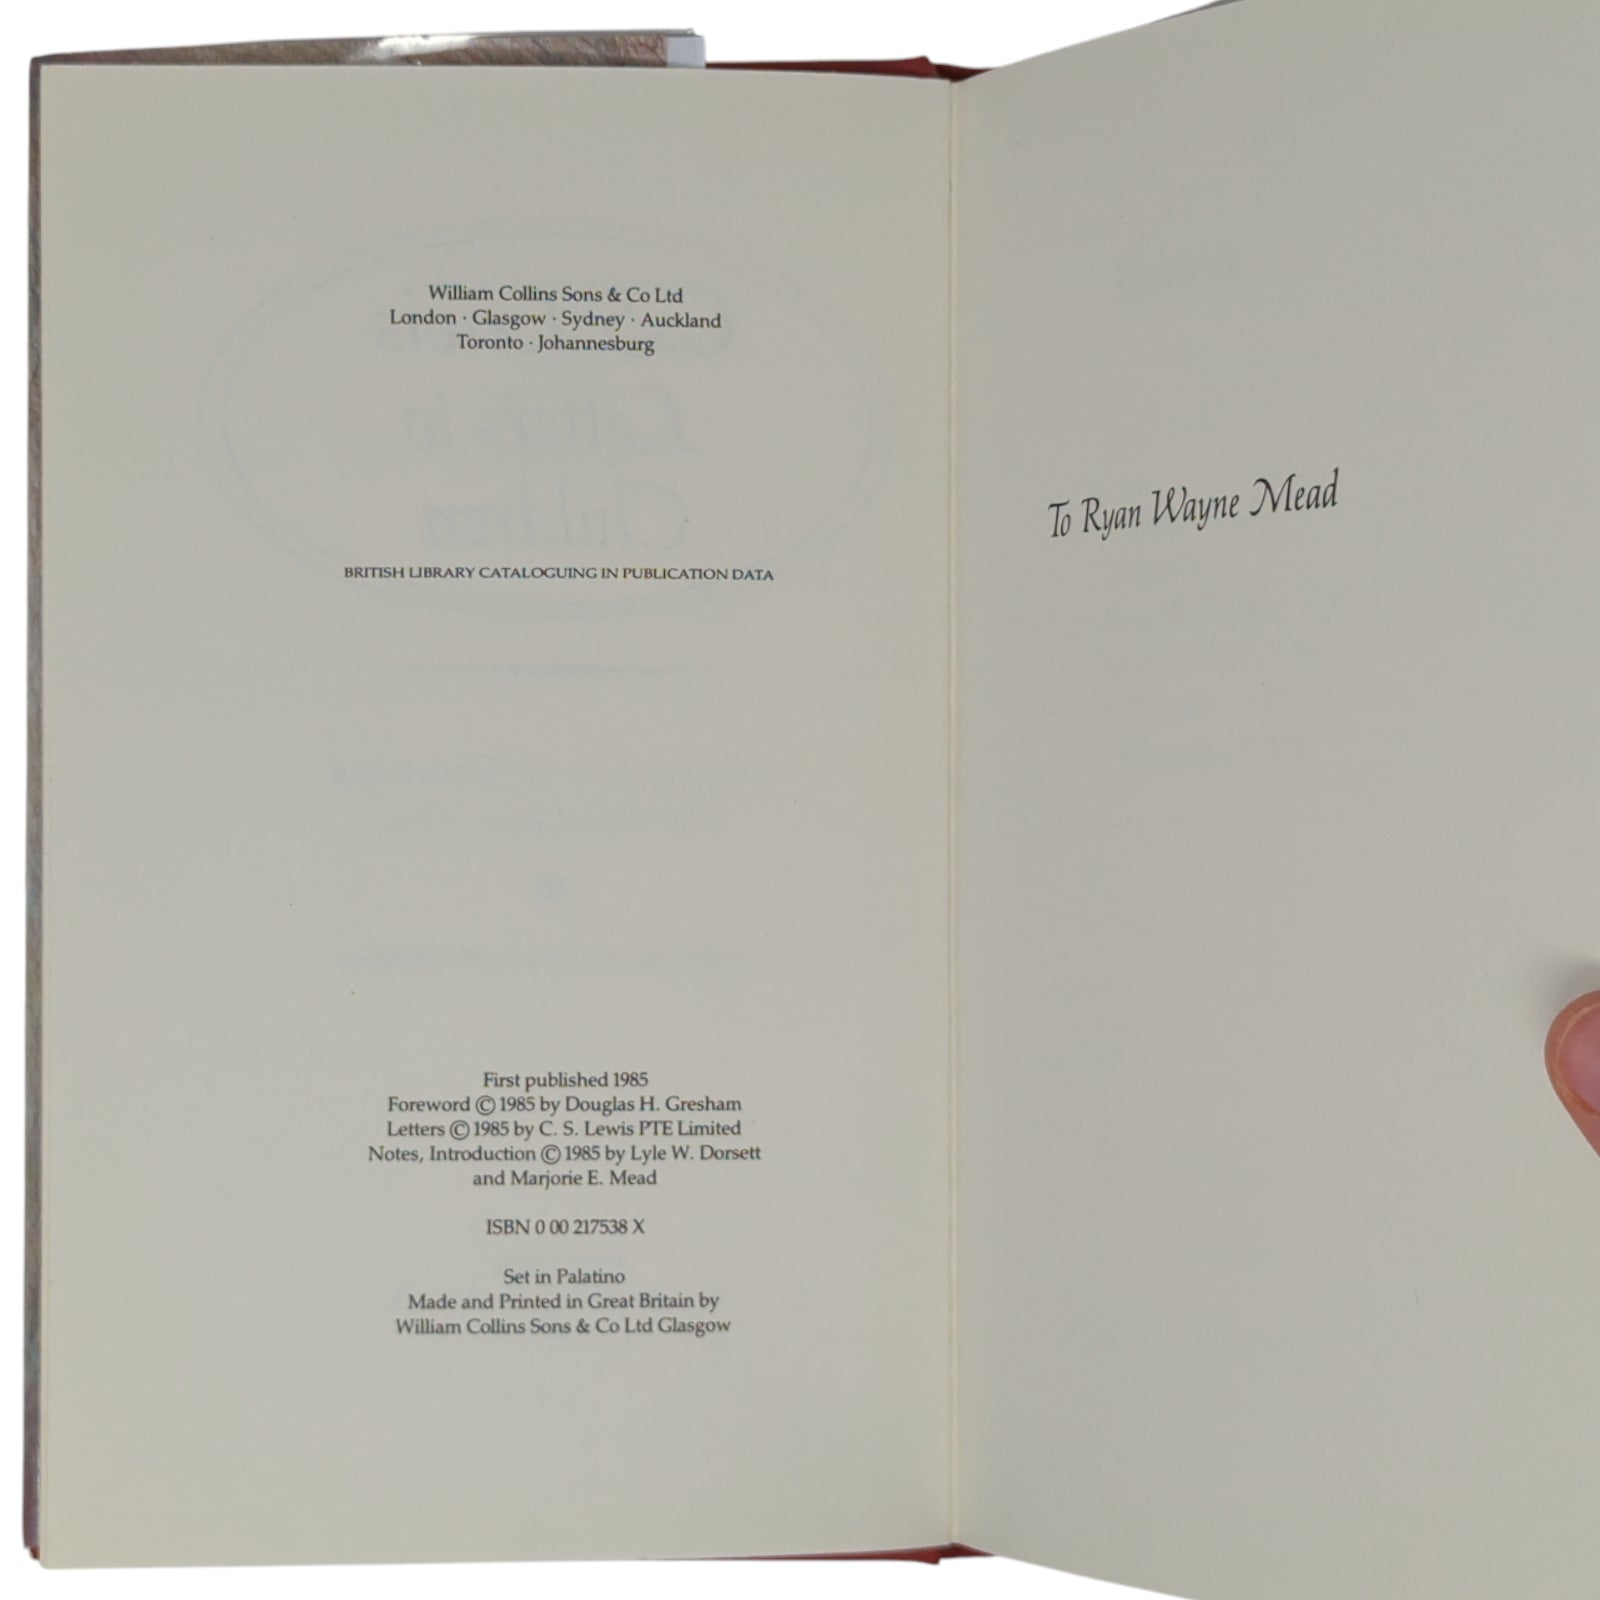 William Collins Sons & Co Ltd
London · Glasgow · Sydney · Auckland
Toronto · Johannesburg
Letters to
Children
BRITISH LIBRARY CATALOGUING IN PUBLICATION DATA
First published 1985
Foreword © 1985 by Douglas H. Gresham
Letters © 1985 by C. S. Lewis PTE Limited
Notes, Introduction © 1985 by Lyle W. Dorsett
and Marjorie E. Mead
ISBN 0 00 217538 X
Set in Palatino
Made and Printed in Great Britain by
William Collins Sons & Co Ltd Glasgow
To Ryan Wayne Mead